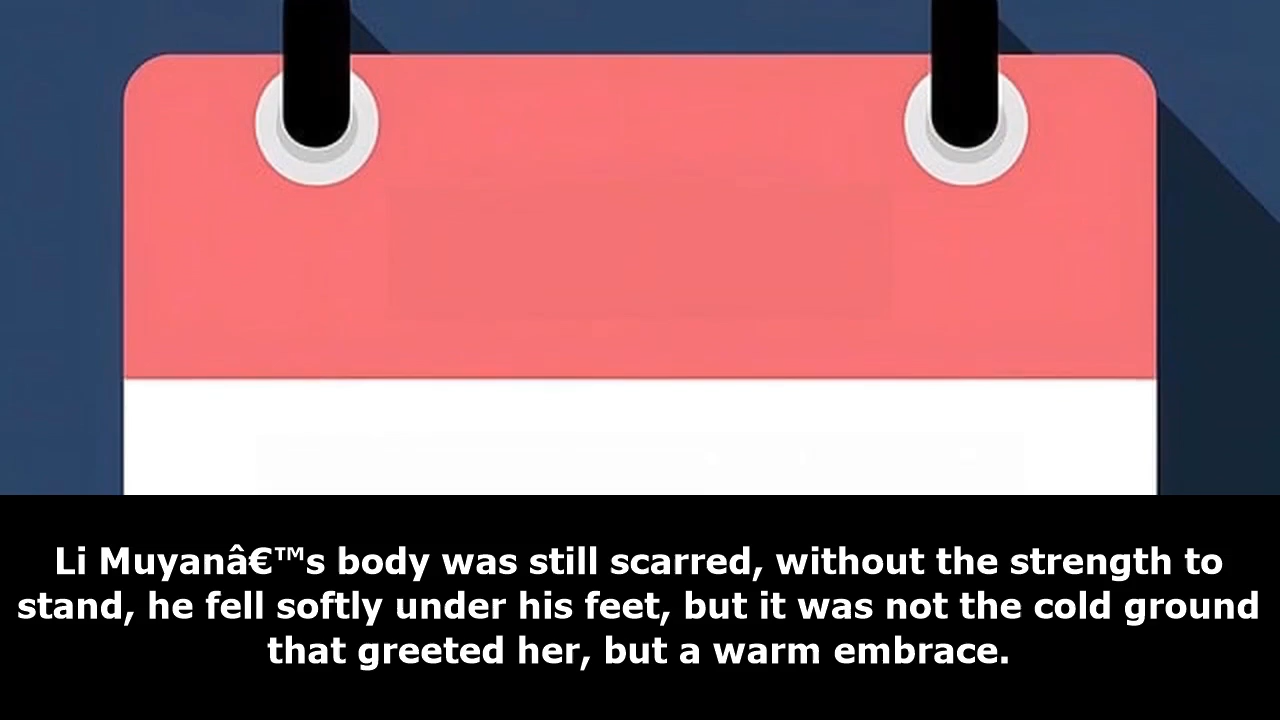 Li Muyanâ€™s body was still scarred, without the strength to
stand, he fell softly under his feet, but it was not the cold ground
that greeted her, but a warm embrace.